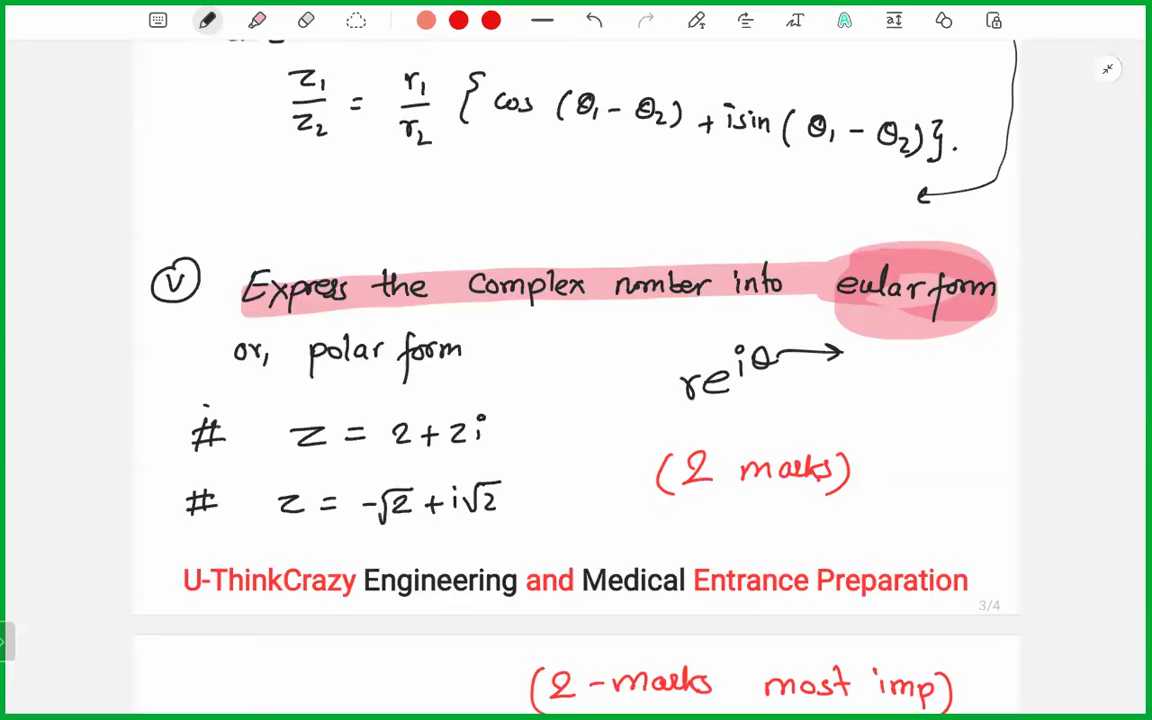 z₁/z₂ = r₁/r₂ {cos (θ₁ - θ₂) + isin (θ₁ - θ₂)}.
(V) Express the Complex number into eular form
or, polar form
re^iθ →
# z = 2 + 2i
(2 marks)
# z = -√2 + i√2
U-ThinkCrazy Engineering and Medical Entrance Preparation
3/4
(2-marks most imp)